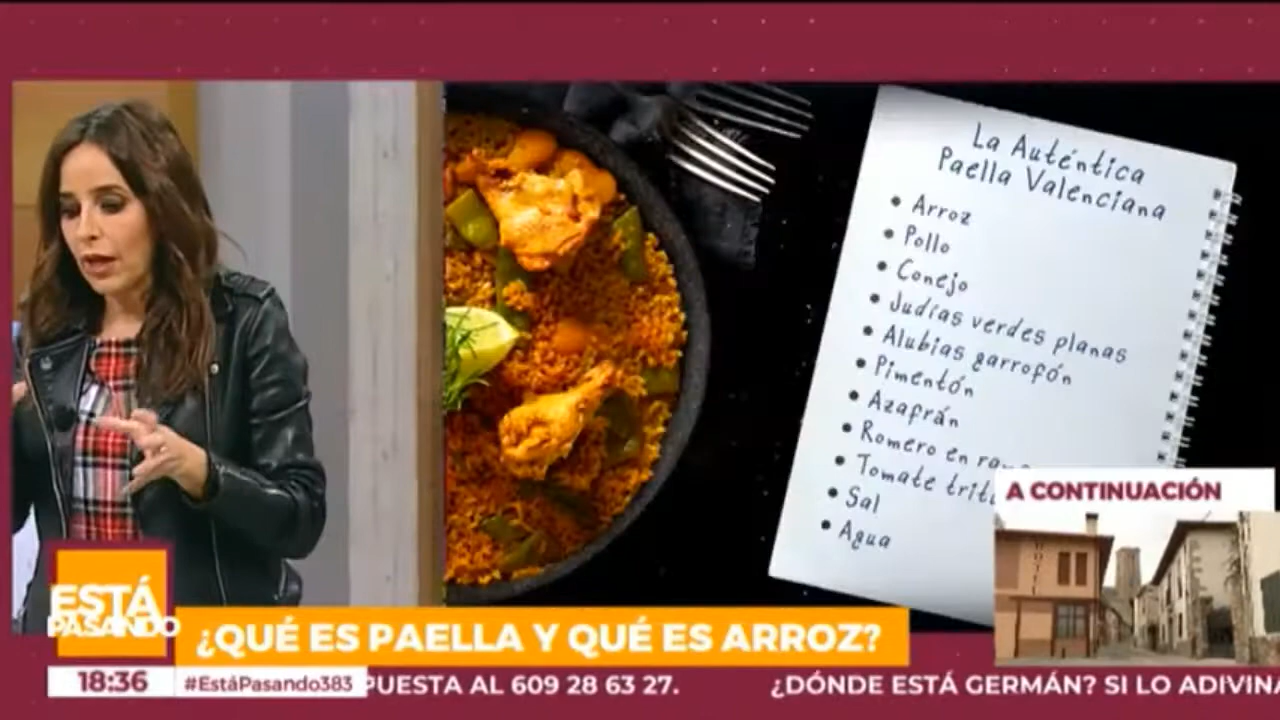 La Auténtica
Paella Valenciana
• Arroz
• Pollo
• Conejo
• Judías verdes planas
• Alubias garrofón
• Pimentón
• Azafrán
• Romero en
• Tomate
• Sal
• Agua
A CONTINUACIÓN
ESTÁ
PASANDO
¿QUÉ ES PAELLA Y QUÉ ES ARROZ?
18:36
#EstáPasando383
PUESTA AL 609 28 63 27.
¿DÓNDE ESTÁ GERMÁN? SI LO ADIVINA